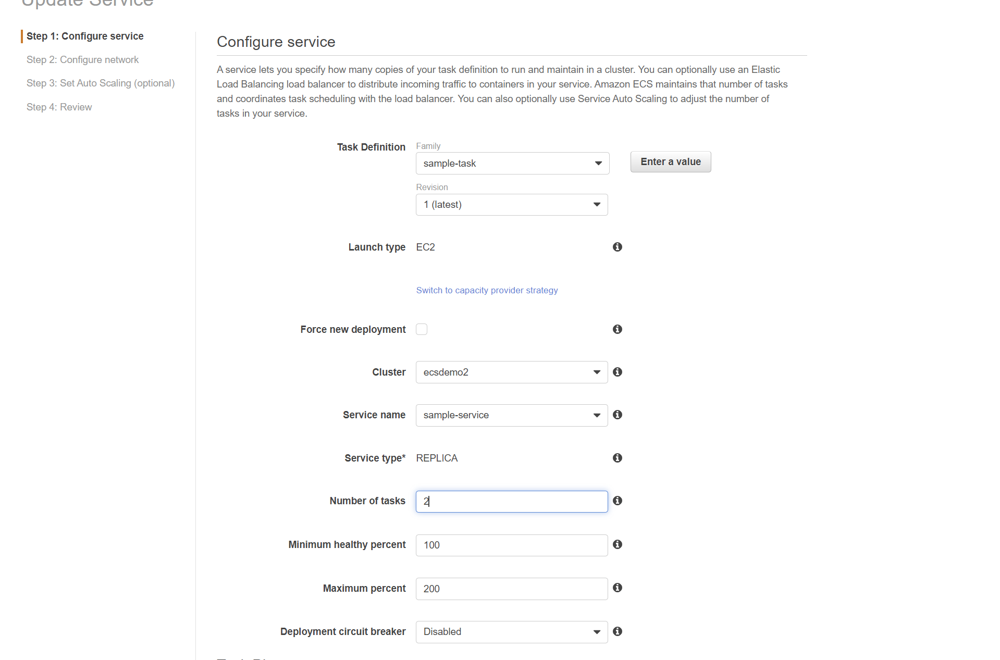 Update Service
Step 1: Configure service
Step 2: Configure network
Step 3: Set Auto Scaling (optional)
Step 4: Review
Configure service
A service lets you specify how many copies of your task definition to run and maintain in a cluster. You can optionally use an Elastic
Load Balancing load balancer to distribute incoming traffic to containers in your service. Amazon ECS maintains that number of tasks
and coordinates task scheduling with the load balancer. You can also optionally use Service Auto Scaling to adjust the number of
tasks in your service.
Task Definition
Family
sample-task
Enter a value
Revision
1 (latest)
Launch type EC2
Switch to capacity provider strategy
Force new deployment
Cluster ecsdemo2
Service name sample-service
Service type* REPLICA
Number of tasks 2
Minimum healthy percent 100
Maximum percent 200
Deployment circuit breaker Disabled